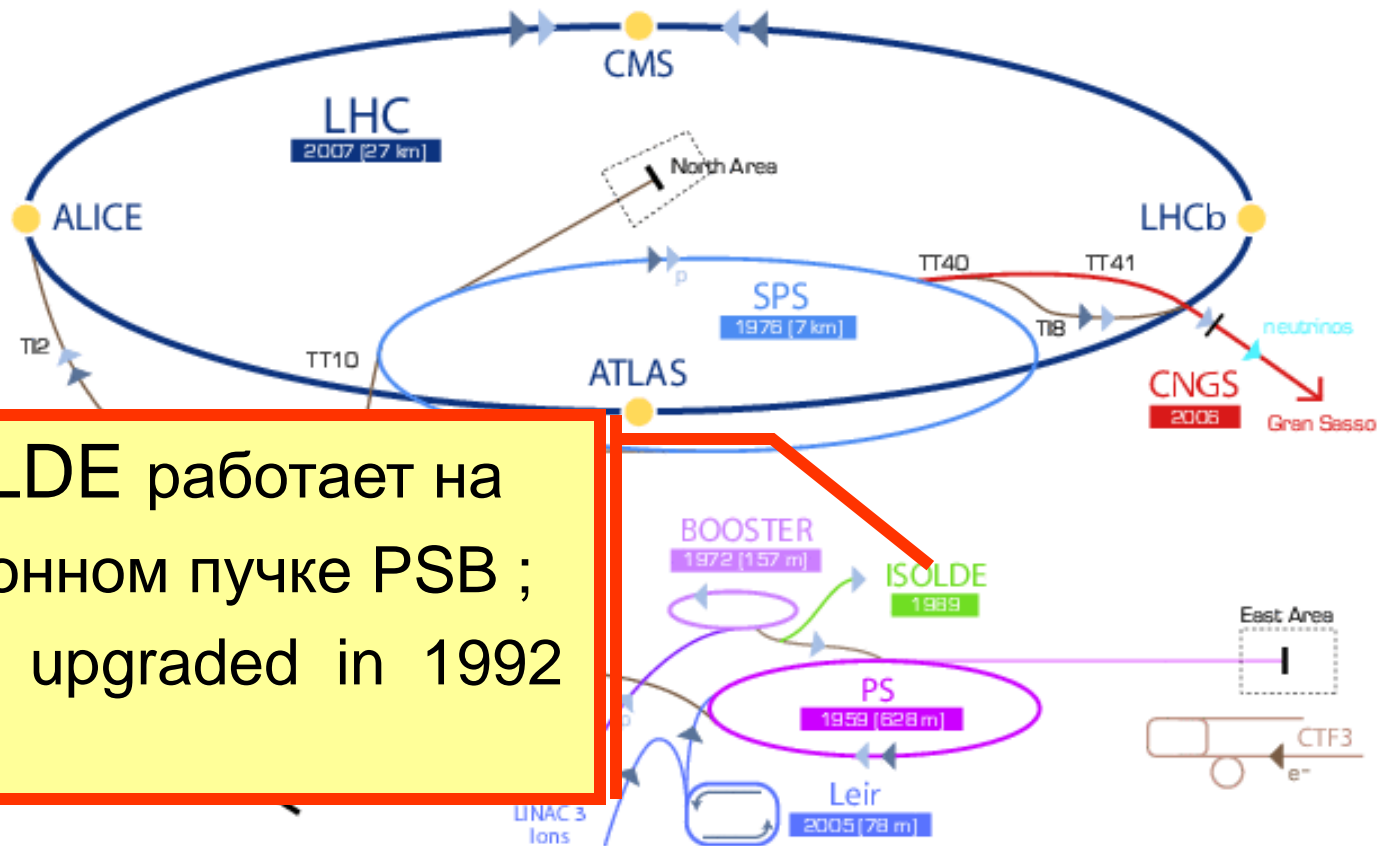 CMS
LHC
2007 [27 km]
North Area
ALICE
LHCb
TT40
TT41
p
SPS
1976 [7 km]
TI8
neutrinos
TI2
TT10
ATLAS
CNGS
2006
Gran Sasso
LDE работает на
онном пучке PSB ;
upgraded in 1992
BOOSTER
1972 [157 m]
ISOLDE
1989
East Area
PS
1959 [628 m]
CTF3
e-
Leir
2005 [78 m]
LINAC 3
Ions